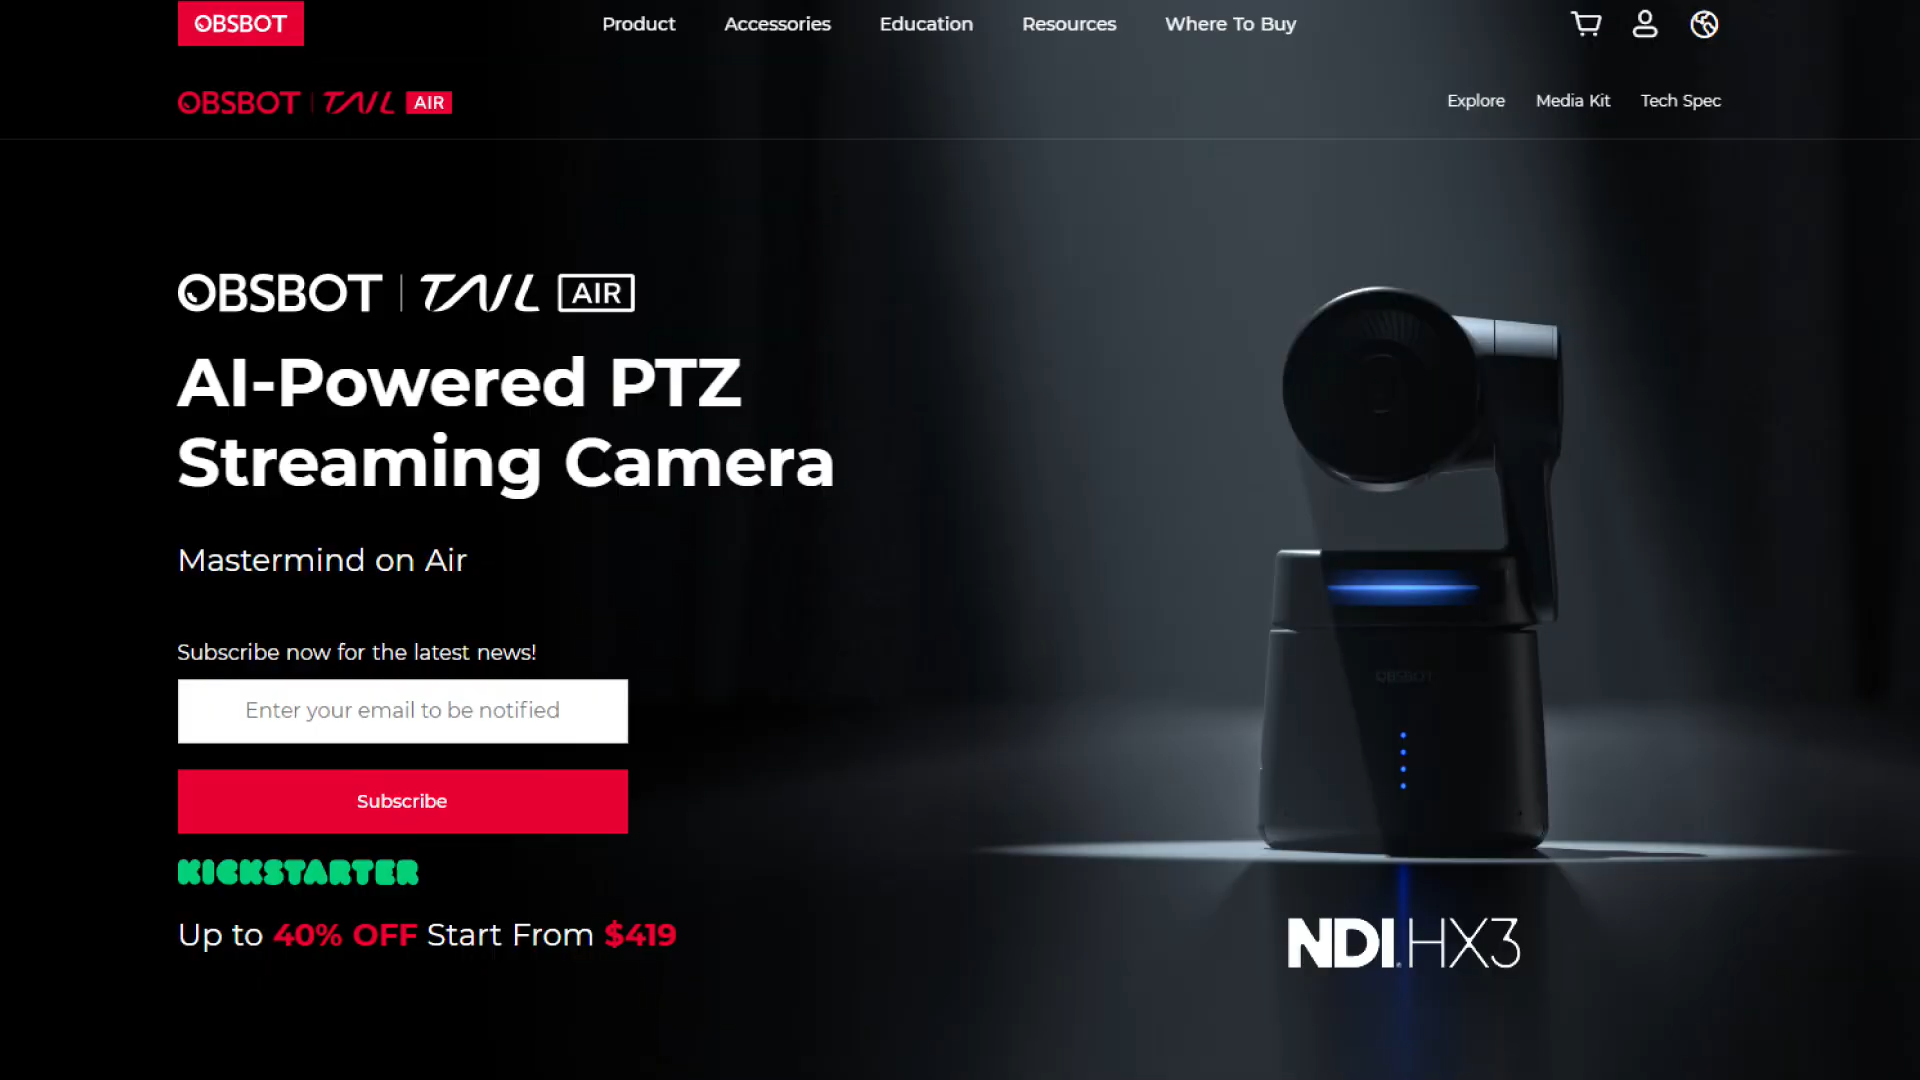 OBSBOT
Product
Accessories
Education
Resources
Where To Buy
OBSBOT | TAIL AIR
Explore
Media Kit
Tech Spec
OBSBOT | TAIL AIR
AI-Powered PTZ
Streaming Camera
Mastermind on Air
Subscribe now for the latest news!
Enter your email to be notified
Subscribe
KICKSTARTER
Up to 40% OFF Start From $419
OBSBOT
NDI HX3